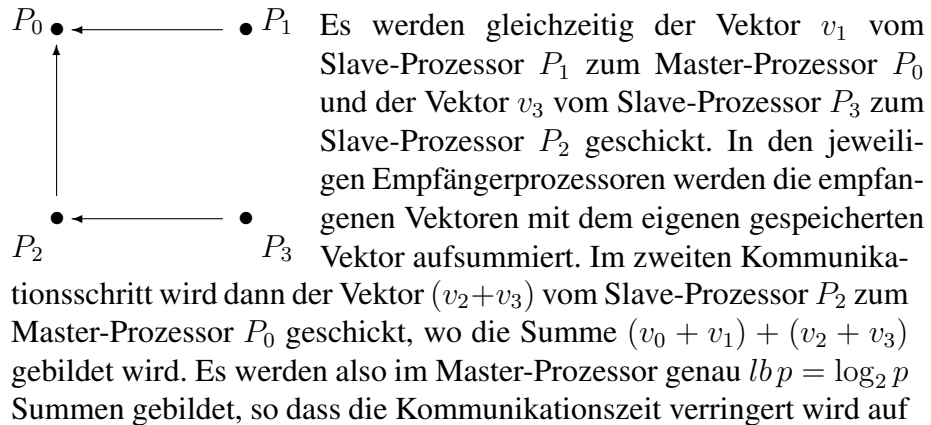 P₀ P₁ Es werden gleichzeitig der Vektor v₁ vom
Slave-Prozessor P₁ zum Master-Prozessor P₀
und der Vektor v₃ vom Slave-Prozessor P₃ zum
Slave-Prozessor P₂ geschickt. In den jeweili-
gen Empfängerprozessoren werden die empfan-
genen Vektoren mit dem eigenen gespeicherten
P₂ P₃ Vektor aufsummiert. Im zweiten Kommunika-
tionsschritt wird dann der Vektor (v₂+v₃) vom Slave-Prozessor P₂ zum
Master-Prozessor P₀ geschickt, wo die Summe (v₀ + v₁) + (v₂ + v₃)
gebildet wird. Es werden also im Master-Prozessor genau lb p = log₂ p
Summen gebildet, so dass die Kommunikationszeit verringert wird auf